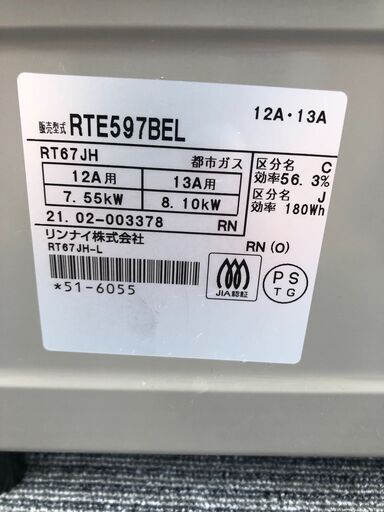 販売型式 RTE597BEL 12A・13A
RT67JH 都市ガス
12A用 13A用
7.55kW 8.10kW
区分名 C
効率56.3%
区分名 J
効率 180Wh
21.02-003378 RN
リンナイ株式会社
RT67JH-L
RN (O)
*51-6055
JIA認証
PS
TG